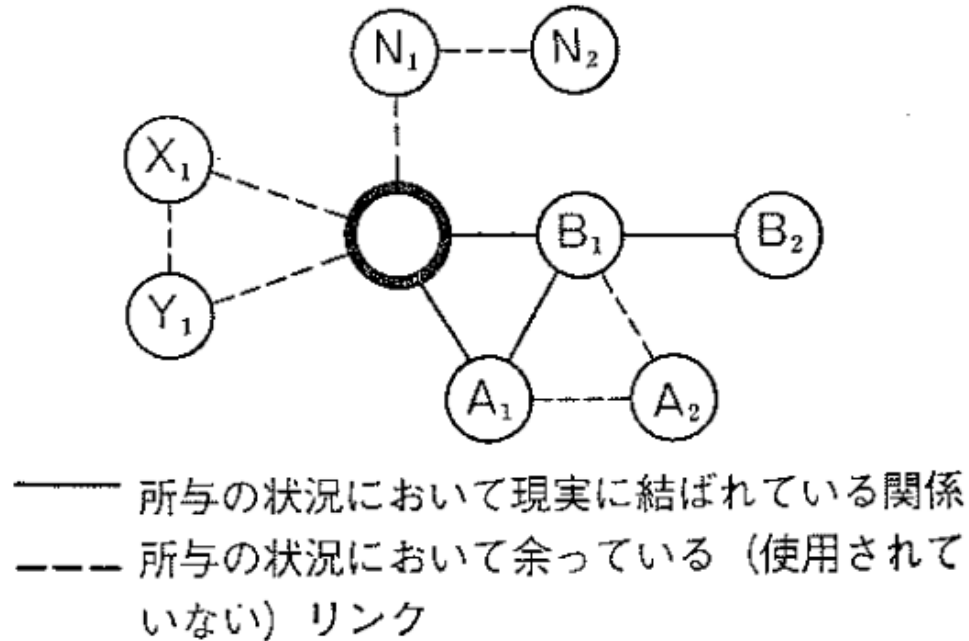 N₁ N₂
X₁
B₁ B₂
Y₁
A₁ A₂
所与の状況において現実に結ばれている関係
所与の状況において余っている（使用されて
いない）リンク